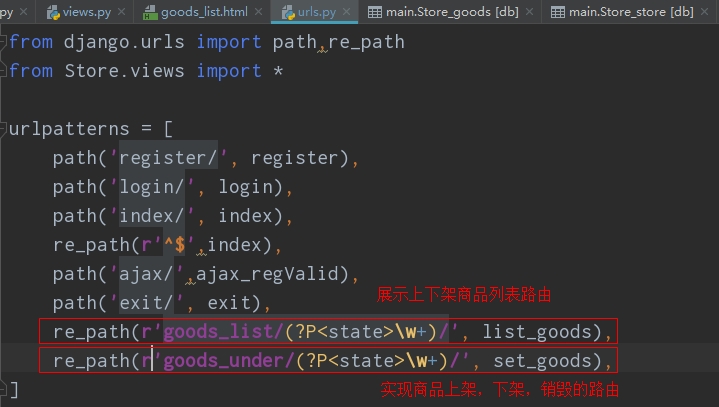 .py views.py goods_list.html urls.py main.Store_goods [db] main.Store_store [db]
from django.urls import path,re_path
from Store.views import *
urlpatterns = [
path('register/', register),
path('login/', login),
path('index/', index),
re_path(r'^$',index),
path('ajax/',ajax_regValid),
展示上下架商品列表路由
path('exit/', exit),
re_path(r'goods_list/(?P<state>\w+)/', list_goods),
re_path(r'goods_under/(?P<state>\w+)/', set_goods),
]
实现商品上架，下架，销毁的路由